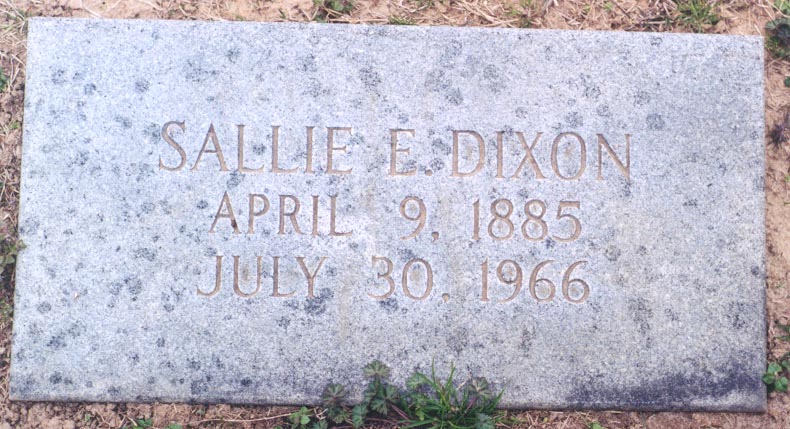 SALLIE E. DIXON
APRIL 9, 1885
JULY 30, 1966